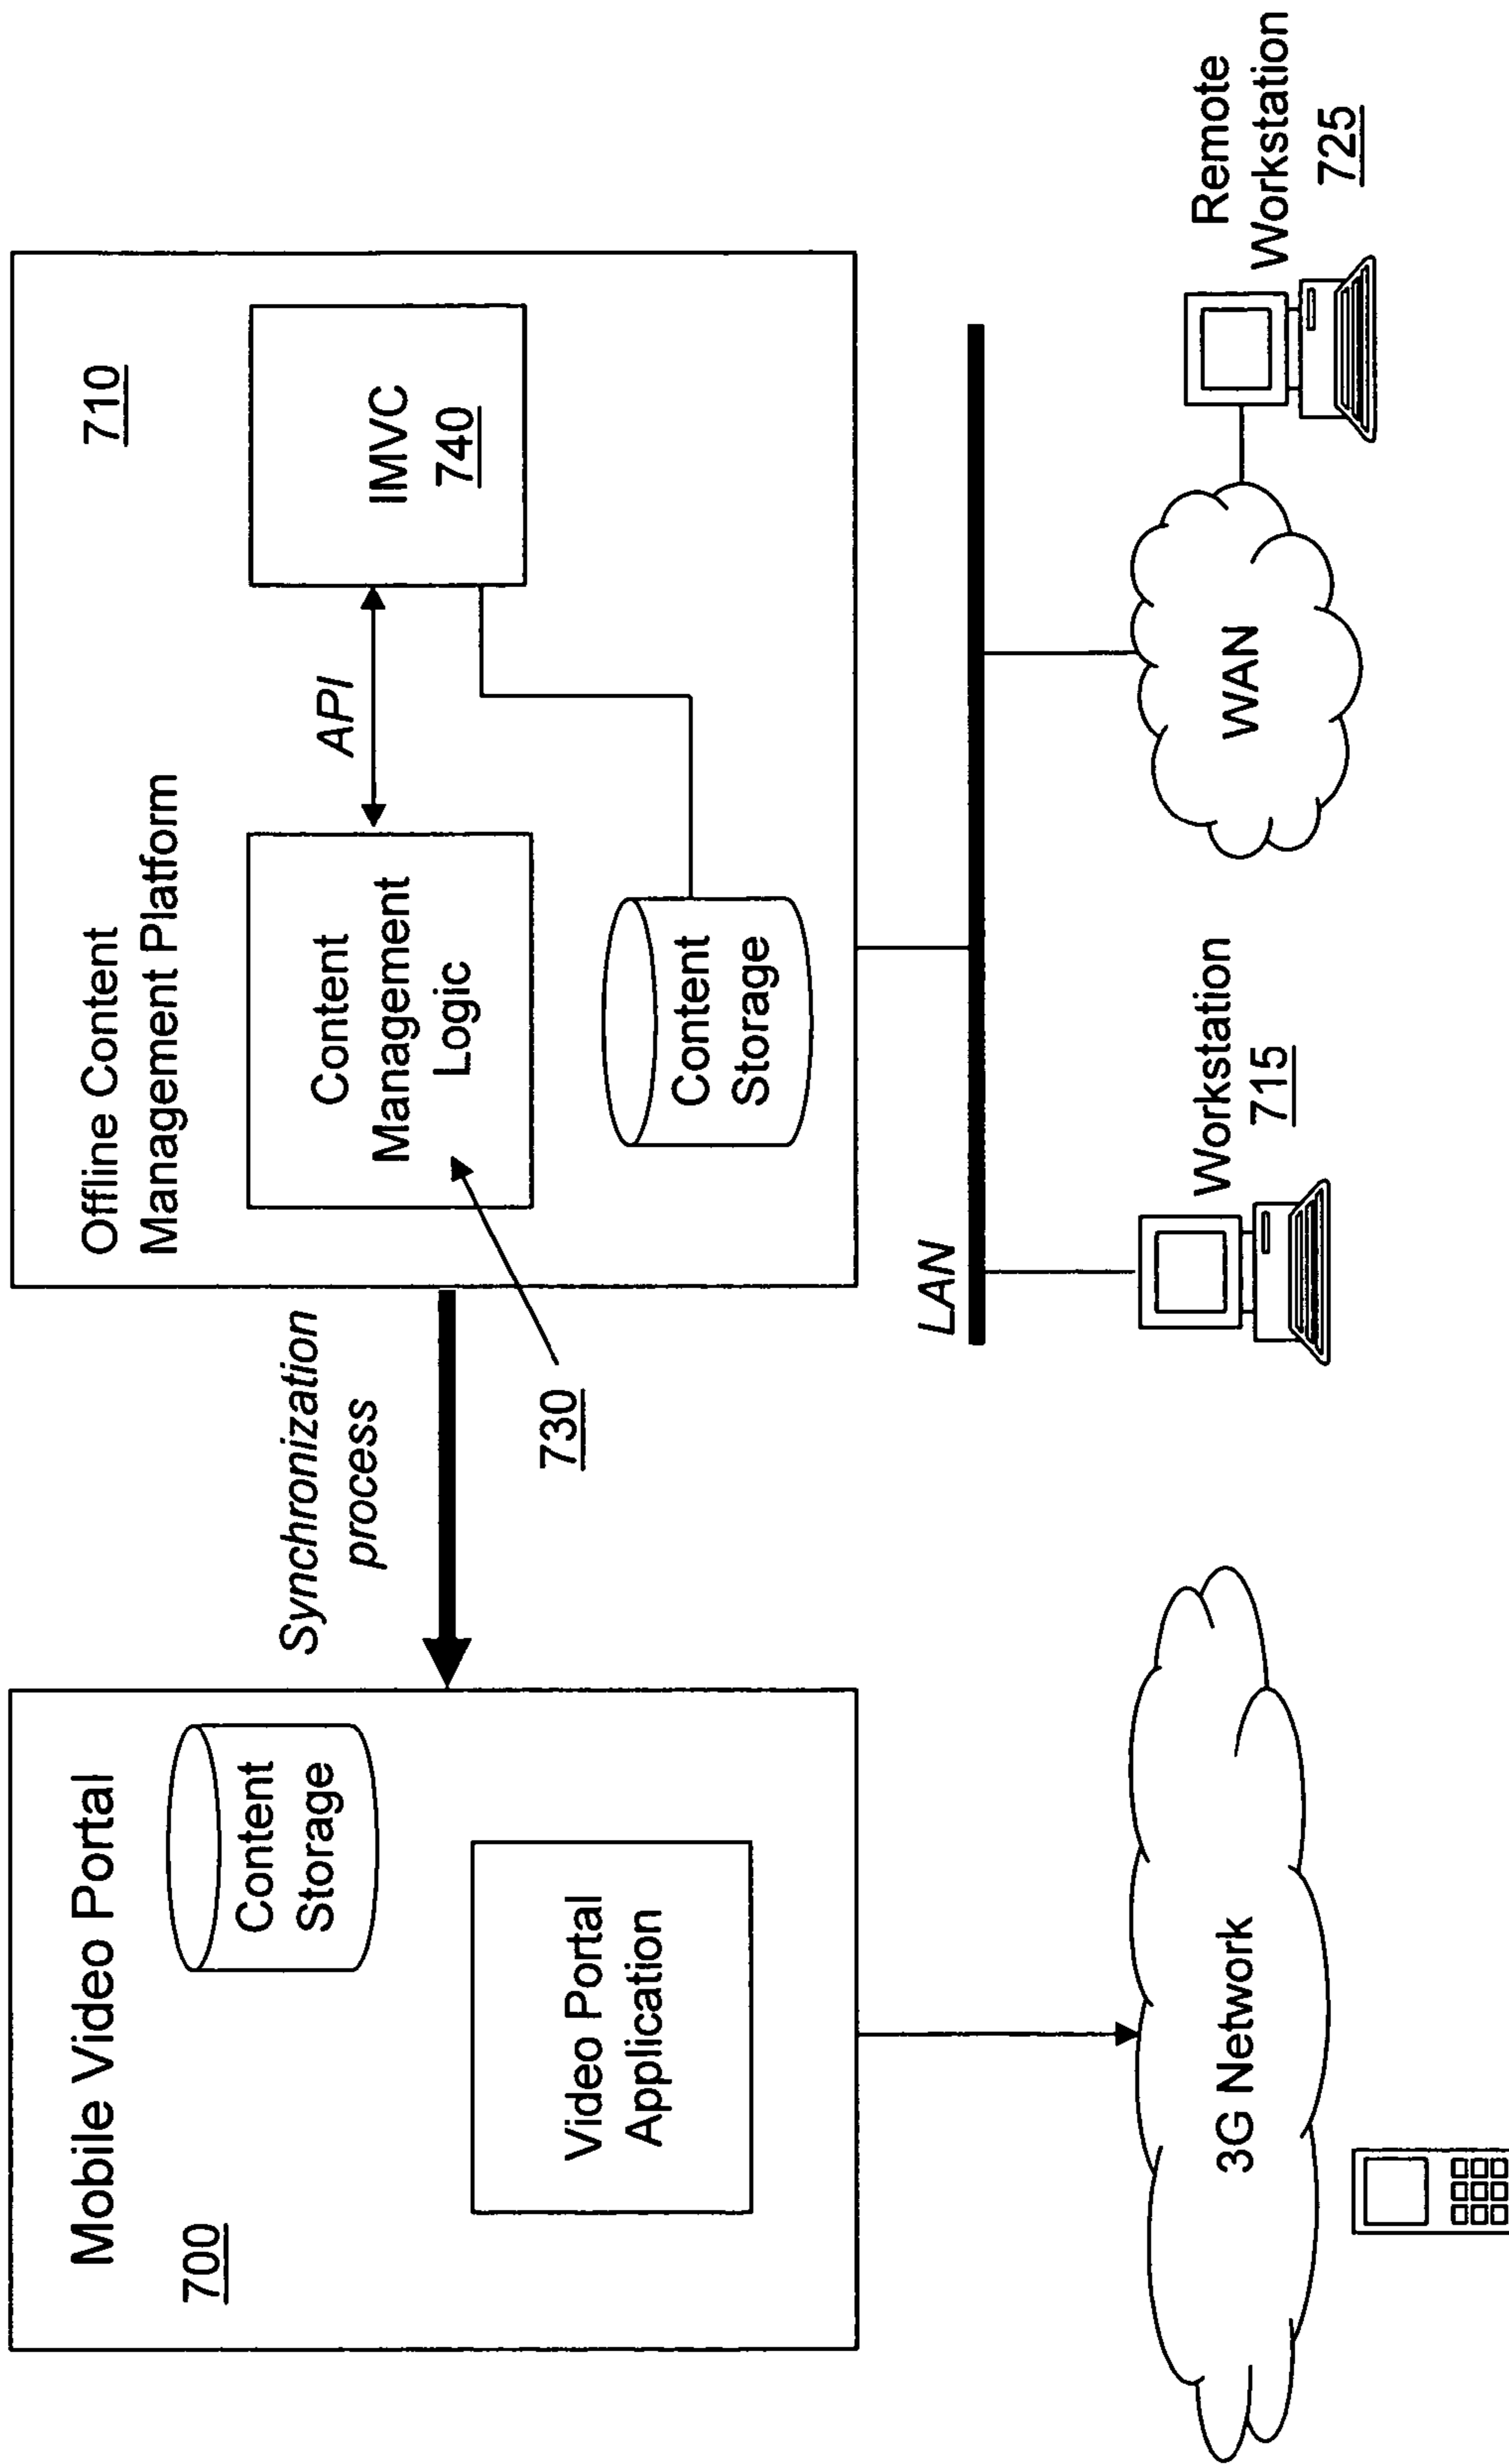 Mobile Video Portal
700
Content
Storage
Video Portal
Application
Synchronization
process
730
Offline Content
Management Platform
710
Content
Management
Logic
API
IMVC
740
Content
Storage
LAN
3G Network
Workstation
715
WAN
Remote
Workstation
725